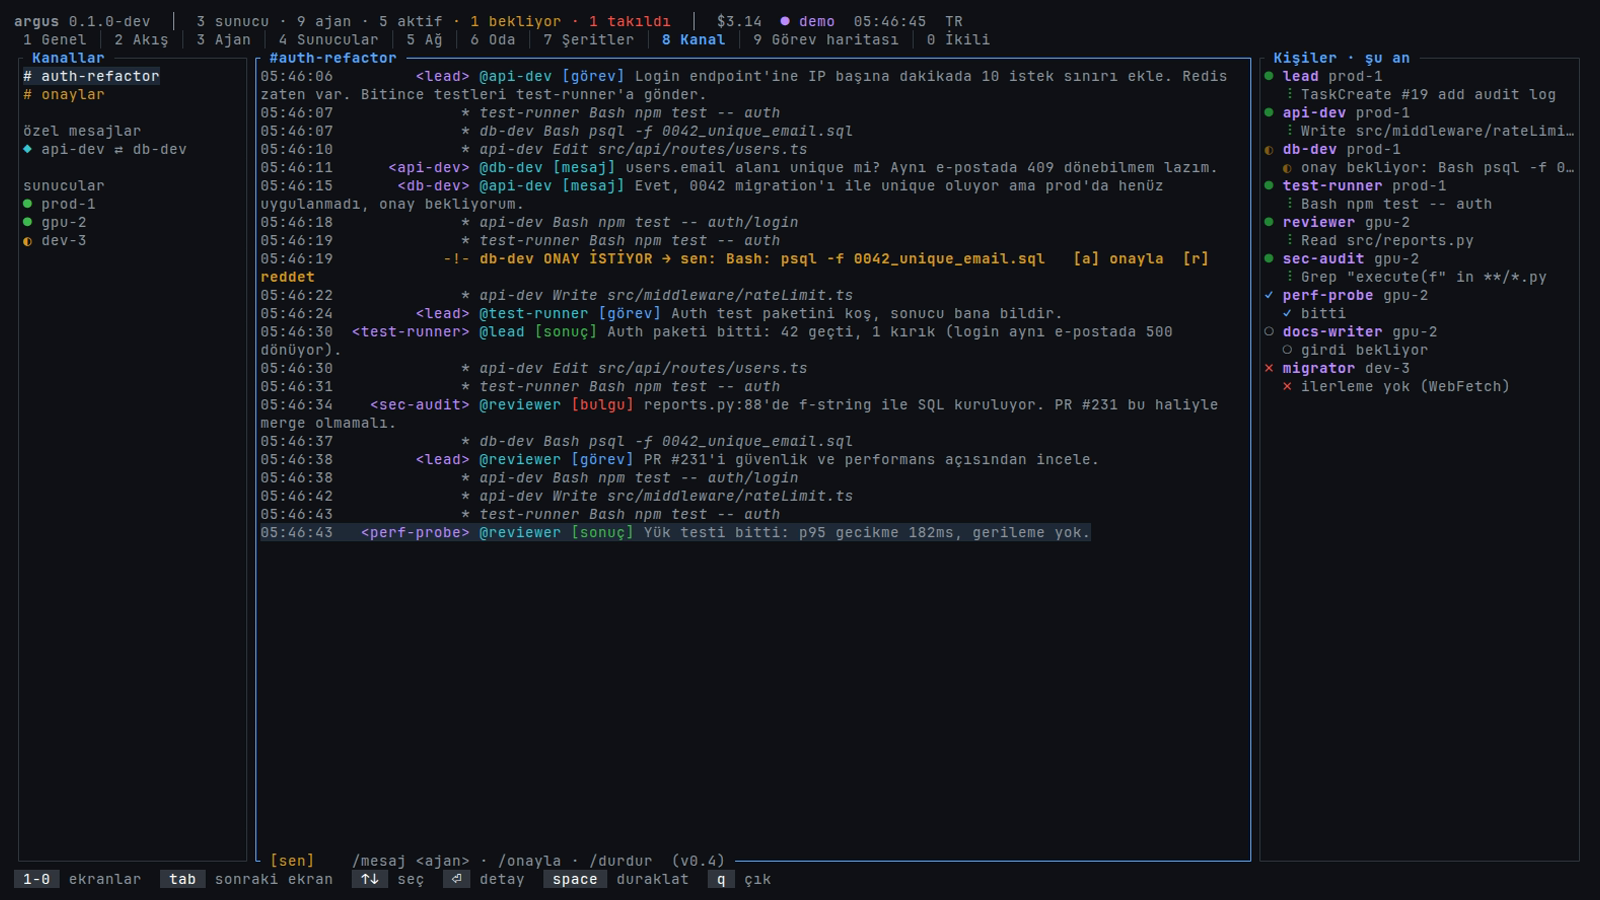 argus 0.1.0-dev │ 3 sunucu · 9 ajan · 5 aktif · 1 bekliyor · 1 takıldı │ $3.14 ● demo 05:46:45 TR
1 Genel │ 2 Akış │ 3 Ajan │ 4 Sunucular │ 5 Ağ │ 6 Oda │ 7 Şeritler │ 8 Kanal │ 9 Görev haritası │ 0 İkili
Kanallar
# auth-refactor
# onaylar
özel mesajlar
◆ api-dev ⇄ db-dev
sunucular
● prod-1
● gpu-2
◐ dev-3
#auth-refactor
05:46:06 <lead> @api-dev [görev] Login endpoint'ine IP başına dakikada 10 istek sınırı ekle. Redis
zaten var. Bitince testleri test-runner'a gönder.
05:46:07 * test-runner Bash npm test -- auth
05:46:07 * db-dev Bash psql -f 0042_unique_email.sql
05:46:10 * api-dev Edit src/api/routes/users.ts
05:46:11 <api-dev> @db-dev [mesaj] users.email alanı unique mi? Aynı e-postada 409 dönebilmem lazım.
05:46:15 <db-dev> @api-dev [mesaj] Evet, 0042 migration'ı ile unique oluyor ama prod'da henüz
uygulanmadı, onay bekliyorum.
05:46:18 * api-dev Bash npm test -- auth/login
05:46:19 * test-runner Bash npm test -- auth
05:46:19 -!- db-dev ONAY İSTİYOR → sen: Bash: psql -f 0042_unique_email.sql [a] onayla [r]
reddet
05:46:22 * api-dev Write src/middleware/rateLimit.ts
05:46:24 <lead> @test-runner [görev] Auth test paketini koş, sonucu bana bildir.
05:46:30 <test-runner> @lead [sonuç] Auth paketi bitti: 42 geçti, 1 kırık (login aynı e-postada 500
dönüyor).
05:46:30 * api-dev Edit src/api/routes/users.ts
05:46:31 * test-runner Bash npm test -- auth
05:46:34 <sec-audit> @reviewer [bulgu] reports.py:88'de f-string ile SQL kuruluyor. PR #231 bu haliyle
merge olmamalı.
05:46:37 * db-dev Bash psql -f 0042_unique_email.sql
05:46:38 <lead> @reviewer [görev] PR #231'i güvenlik ve performans açısından incele.
05:46:38 * api-dev Bash npm test -- auth/login
05:46:42 * api-dev Write src/middleware/rateLimit.ts
05:46:43 * test-runner Bash npm test -- auth
05:46:43 <perf-probe> @reviewer [sonuç] Yük testi bitti: p95 gecikme 182ms, gerileme yok.
[sen] /mesaj <ajan> · /onayla · /durdur (v0.4)
Kişiler · şu an
● lead prod-1
⋮ TaskCreate #19 add audit log
● api-dev prod-1
⋮ Write src/middleware/rateLimi…
◐ db-dev prod-1
◐ onay bekliyor: Bash psql -f 0…
● test-runner prod-1
⋮ Bash npm test -- auth
● reviewer gpu-2
⋮ Read src/reports.py
● sec-audit gpu-2
⋮ Grep "execute(f" in **/*.py
✓ perf-probe gpu-2
✓ bitti
○ docs-writer gpu-2
○ girdi bekliyor
✕ migrator dev-3
✕ ilerleme yok (WebFetch)
1-0 ekranlar tab sonraki ekran ↑↓ seç ⏎ detay space duraklat q çık